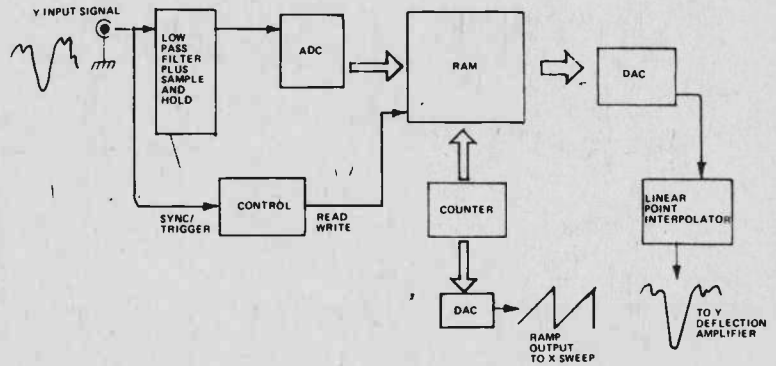 Y INPUT SIGNAL
LOW
PASS
FILTER
PLUS
SAMPLE
AND
HOLD
ADC
RAM
DAC
SYNC/
TRIGGER
CONTROL
READ
WRITE
COUNTER
LINEAR
POINT
INTERPOLATOR
DAC
RAMP
OUTPUT
TO X SWEEP
TO Y
DEFLECTION
AMPLIFIER